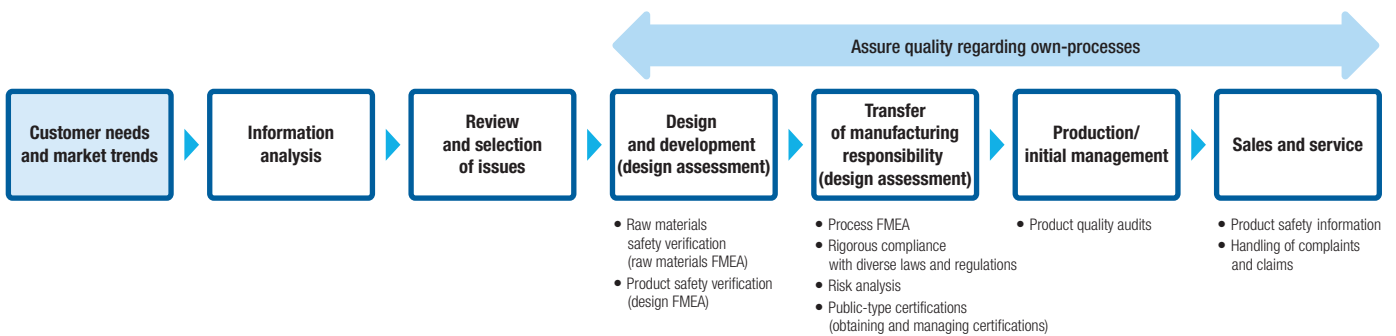 Assure quality regarding own-processes
Customer needs
and market trends
Information
analysis
Review
and selection
of issues
Design
and development
(design assessment)
Transfer
of manufacturing
responsibility
(design assessment)
Production/
initial management
Sales and service
• Raw materials
safety verification
(raw materials FMEA)
• Product safety verification
(design FMEA)
• Process FMEA
• Rigorous compliance
with diverse laws and regulations
• Risk analysis
• Public-type certifications
(obtaining and managing certifications)
• Product quality audits
• Product safety information
• Handling of complaints
and claims